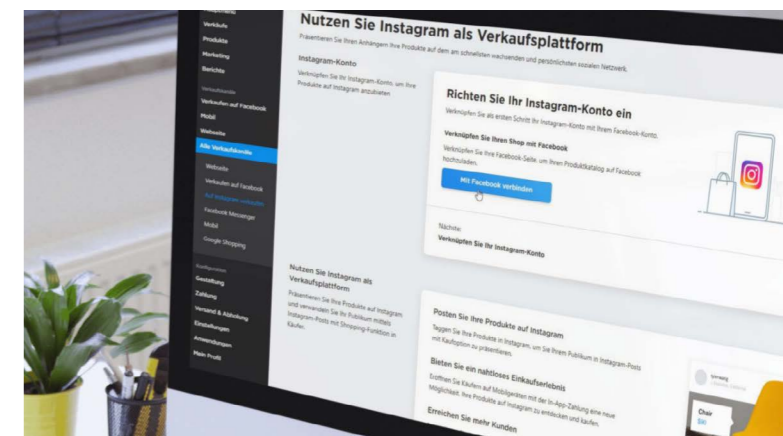 Verkäufe
Produkte
Marketing
Berichte
Verkaufskanäle
Verkaufen auf Facebook
Mobil
Webseite
Alle Verkaufskanäle
Webseite
Verkaufen auf Facebook
Auf Instagram verkaufen
Facebook Messenger
Mobil
Google Shopping
Konfiguration
Gestaltung
Zahlung
Versand & Abholung
Einstellungen
Anwendungen
Mein Profil
Nutzen Sie Instagram als Verkaufsplattform
Präsentieren Sie Ihren Anhängern Ihre Produkte auf dem am schnellsten wachsenden und persönlichsten sozialen Netzwerk.
Instagram-Konto
Verknüpfen Sie Ihr Instagram-Konto, um Ihre
Produkte auf Instagram anzubieten
Richten Sie Ihr Instagram-Konto ein
Verknüpfen Sie als ersten Schritt Ihr Instagram-Konto mit Ihrem Facebook-Konto.
Verknüpfen Sie Ihren Shop mit Facebook
Verknüpfen Sie Ihre Facebook-Seite, um Ihren Produktkatalog auf Facebook
hochzuladen.
Mit Facebook verbinden
Nächste:
Verknüpfen Sie Ihr Instagram-Konto
Nutzen Sie Instagram als
Verkaufsplattform
Präsentieren Sie Ihre Produkte auf Instagram
und verwandeln Sie Ihr Publikum mittels
Instagram-Posts mit Shopping-Funktion in
Käufer.
Posten Sie Ihre Produkte auf Instagram
Taggen Sie Ihre Produkte in Instagram, um Sie Ihrem Publikum in Instagram-Posts
mit Kaufoption zu präsentieren.
Bieten Sie ein nahtloses Einkaufserlebnis
Eröffnen Sie Käufern auf Mobilgeräten mit der In-App-Zahlung eine neue
Möglichkeit, Ihre Produkte auf Instagram zu entdecken und kaufen.
Erreichen Sie mehr Kunden
Chair